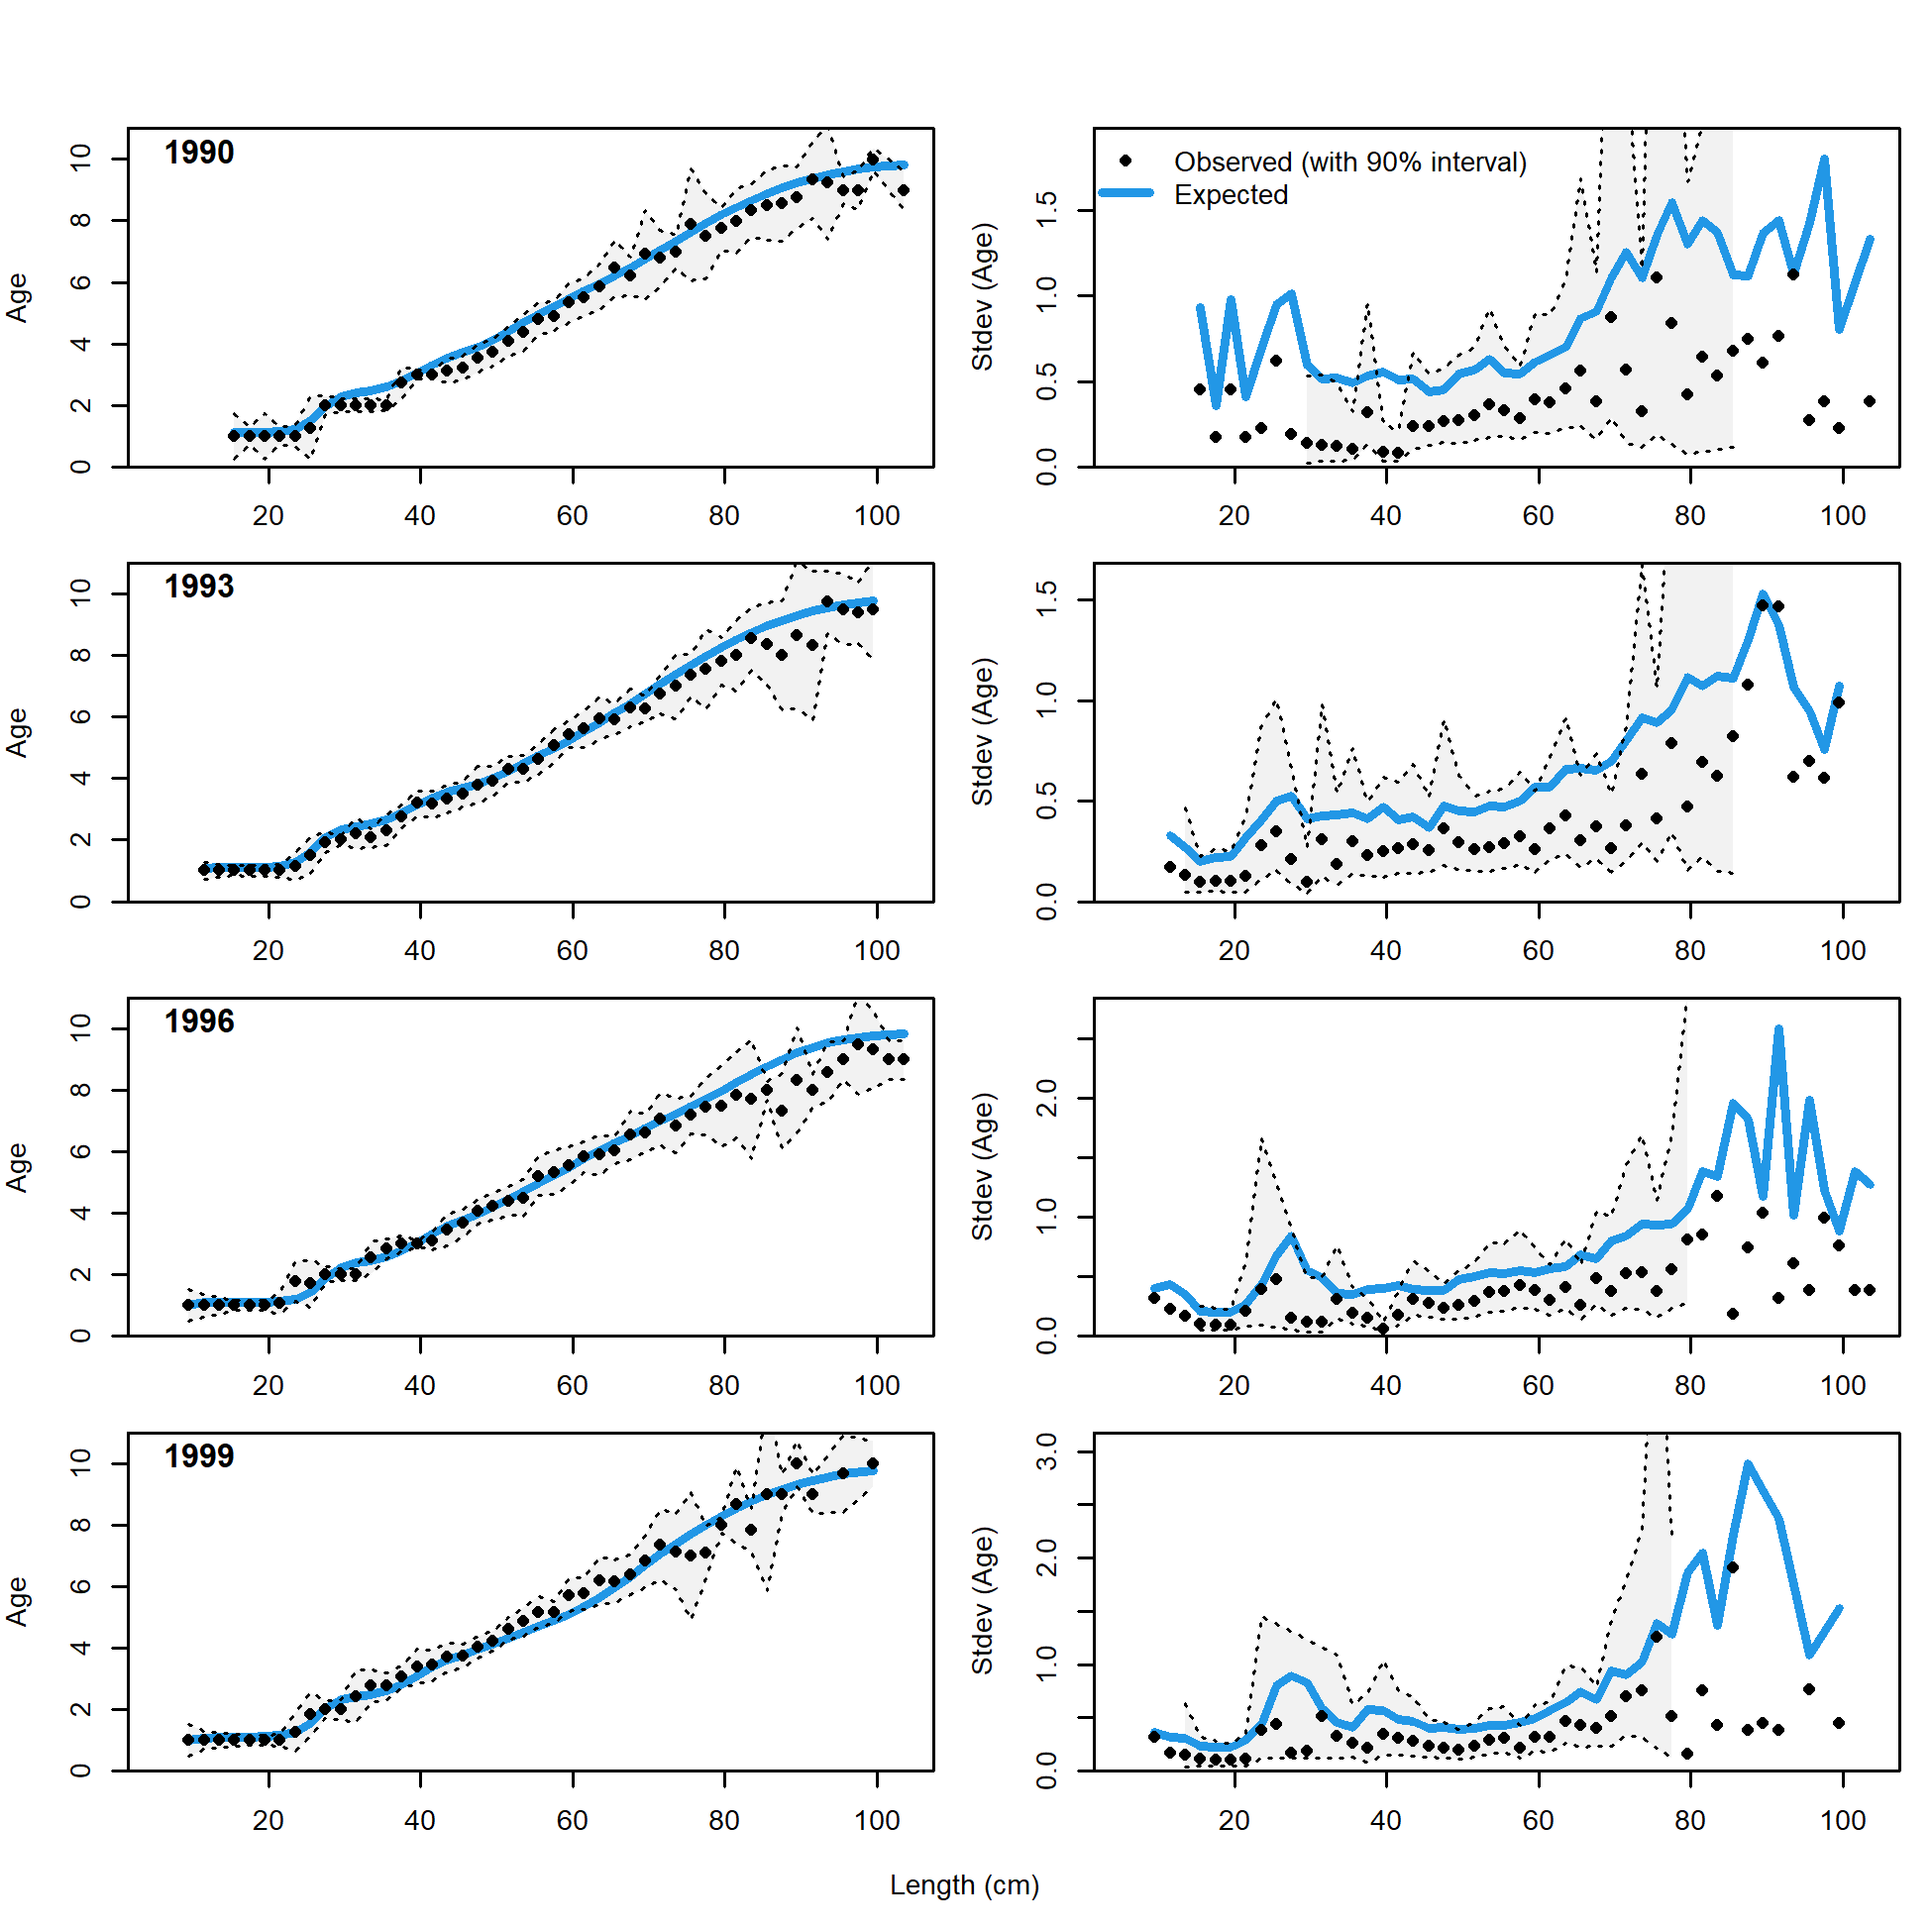 1990
Age
0 2 4 6 8 10
20 40 60 80 100
Observed (with 90% interval)
Expected
Stdev (Age)
0.0 0.5 1.0 1.5
20 40 60 80 100
1993
Age
0 2 4 6 8 10
20 40 60 80 100
Stdev (Age)
0.0 0.5 1.0 1.5
20 40 60 80 100
1996
Age
0 2 4 6 8 10
20 40 60 80 100
Stdev (Age)
0.0 1.0 2.0
20 40 60 80 100
1999
Age
0 2 4 6 8 10
20 40 60 80 100
Stdev (Age)
0.0 1.0 2.0 3.0
20 40 60 80 100
Length (cm)